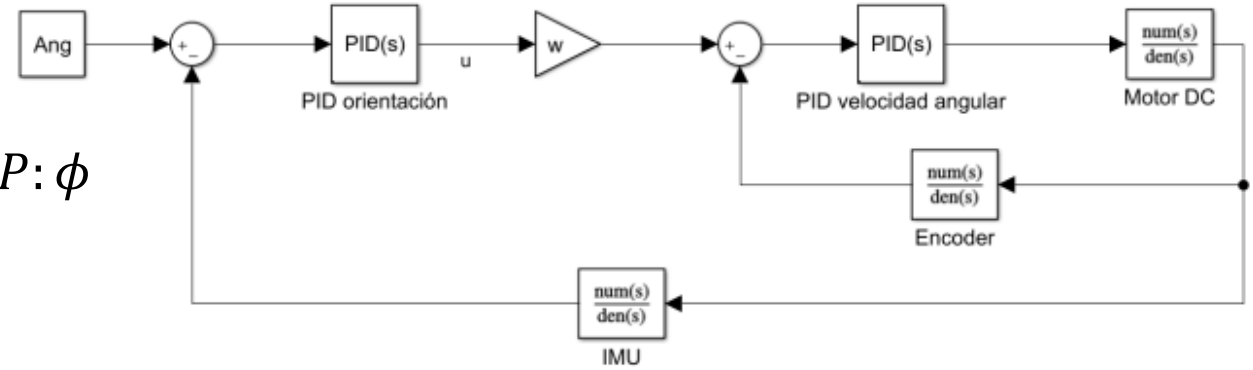 Ang
+
_
PID(s)
PID orientación
u
w
+
_
PID(s)
PID velocidad angular
num(s)
den(s)
Motor DC
P: ϕ
num(s)
den(s)
Encoder
num(s)
den(s)
IMU